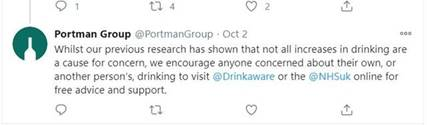 1
4
2
Portman Group @PortmanGroup · Oct 2
Whilst our previous research has shown that not all increases in drinking are
a cause for concern, we encourage anyone concerned about their own, or
another person's, drinking to visit @Drinkaware or the @NHSuk online for
free advice and support.